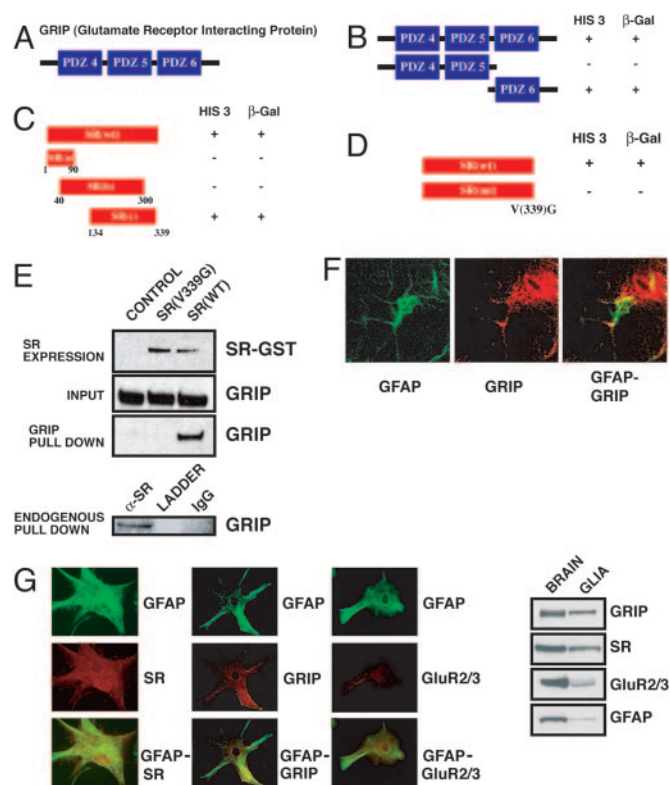 A
GRIP (Glutamate Receptor Interacting Protein)
PDZ 4 PDZ 5 PDZ 6
B
HIS 3 β-Gal
PDZ 4 PDZ 5 PDZ 6 + +
PDZ 4 PDZ 5 - -
PDZ 6 + +
C
HIS 3 β-Gal
+ +
- -
1 90
- -
40 300
+ +
134 339
D
HIS 3 β-Gal
+ +
- -
V(339)G
E
CONTROL
SR(V339G)
SR(WT)
SR EXPRESSION
SR-GST
INPUT
GRIP
GRIP PULL DOWN
GRIP
α-SR
LADDER
IgG
ENDOGENOUS PULL DOWN
GRIP
F
GFAP
GRIP
GFAP-
GRIP
G
GFAP
SR
GFAP-
SR
GFAP
GRIP
GFAP-
GRIP
GFAP
GluR2/3
GFAP-
GluR2/3
BRAIN
GLIA
GRIP
SR
GluR2/3
GFAP